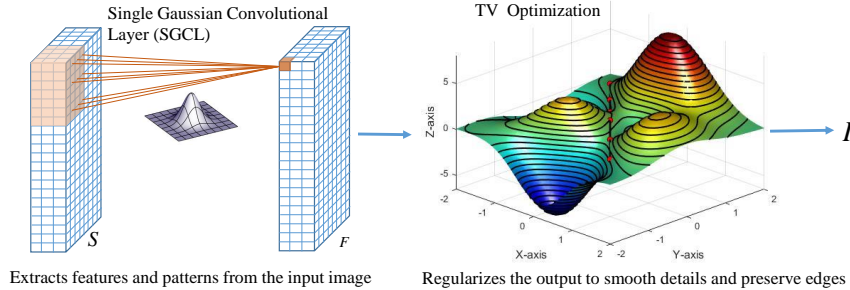 Single Gaussian Convolutional
Layer (SGCL)
S
F
Extracts features and patterns from the input image
TV Optimization
Z-axis
5
0
-5
-2
-1
0
1
2
X-axis
-2
-1
0
1
2
Y-axis
Regularizes the output to smooth details and preserve edges